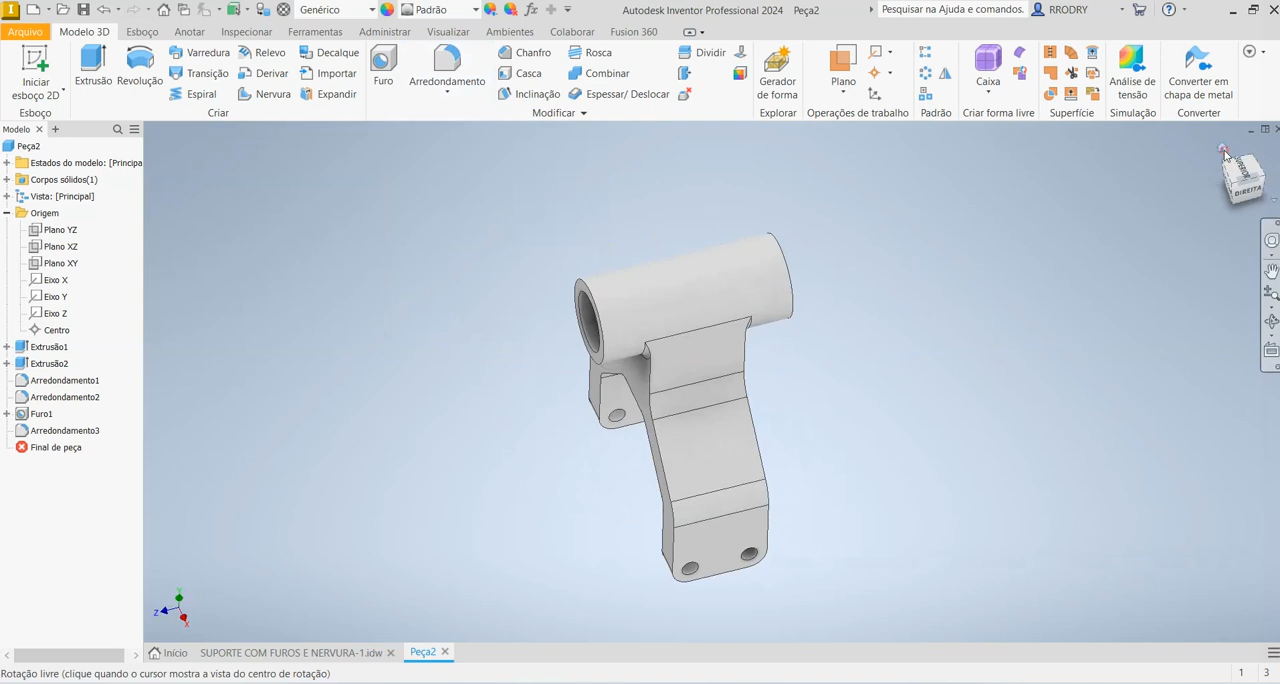 Genérico
Padrão
Autodesk Inventor Professional 2024 Peça2
Pesquisar na Ajuda e comandos.
RRODRY
Arquivo Modelo 3D Esboço Anotar Inspecionar Ferramentas Administrar Visualizar Ambientes Colaborar Fusion 360
Iniciar
esboço 2D
Esboço
Extrusão
Revolução
Varredura
Relevo
Decalque
Transição
Derivar
Importar
Espiral
Nervura
Expandir
Criar
Furo
Arredondamento
Chanfro
Rosca
Dividir
Casca
Combinar
Inclinação
Espessar/ Deslocar
Modificar
Gerador
de forma
Explorar
Plano
Operações de trabalho
Padrão
Caixa
Criar forma livre
Superfície
Análise de
tensão
Simulação
Converter em
chapa de metal
Converter
Modelo
Peça2
Estados do modelo: [Principa
Corpos sólidos(1)
Vista: [Principal]
Origem
Plano YZ
Plano XZ
Plano XY
Eixo X
Eixo Y
Eixo Z
Centro
Extrusão1
Extrusão2
Arredondamento1
Arredondamento2
Furo1
Arredondamento3
Final de peça
SUPERIOR
DIREITA
Y
Z
X
Início
SUPORTE COM FUROS E NERVURA-1.idw
Peça2
Rotação livre (clique quando o cursor mostra a vista do centro de rotação)
1 3